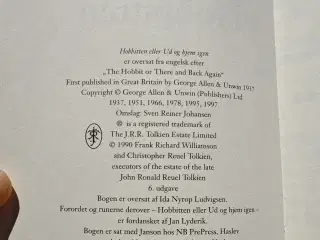 Hobbitten eller Ud og hjem igen
er oversat fra engelsk efter
„The Hobbit or There and Back Again”
First published in Great Britain by George Allen & Unwin 1937
Copyright © George Allen & Unwin (Publishers) Ltd
1937, 1951, 1966, 1978, 1995, 1997
Omslag: Sven Reiner Johansen
® is a registered trademark of
The J.R.R. Tolkien Estate Limited
© 1990 Frank Richard Williamson
and Christopher Reuel Tolkien,
executors of the estate of the late
John Ronald Reuel Tolkien
6. udgave
Bogen er oversat af Ida Nyrop Ludvigsen.
Forordet og runerne derover – Hobbitten eller Ud og hjem igen –
er fordansket af Jan Lyderik.
Bogen er sat med Janson hos NB PrePress, Haslev